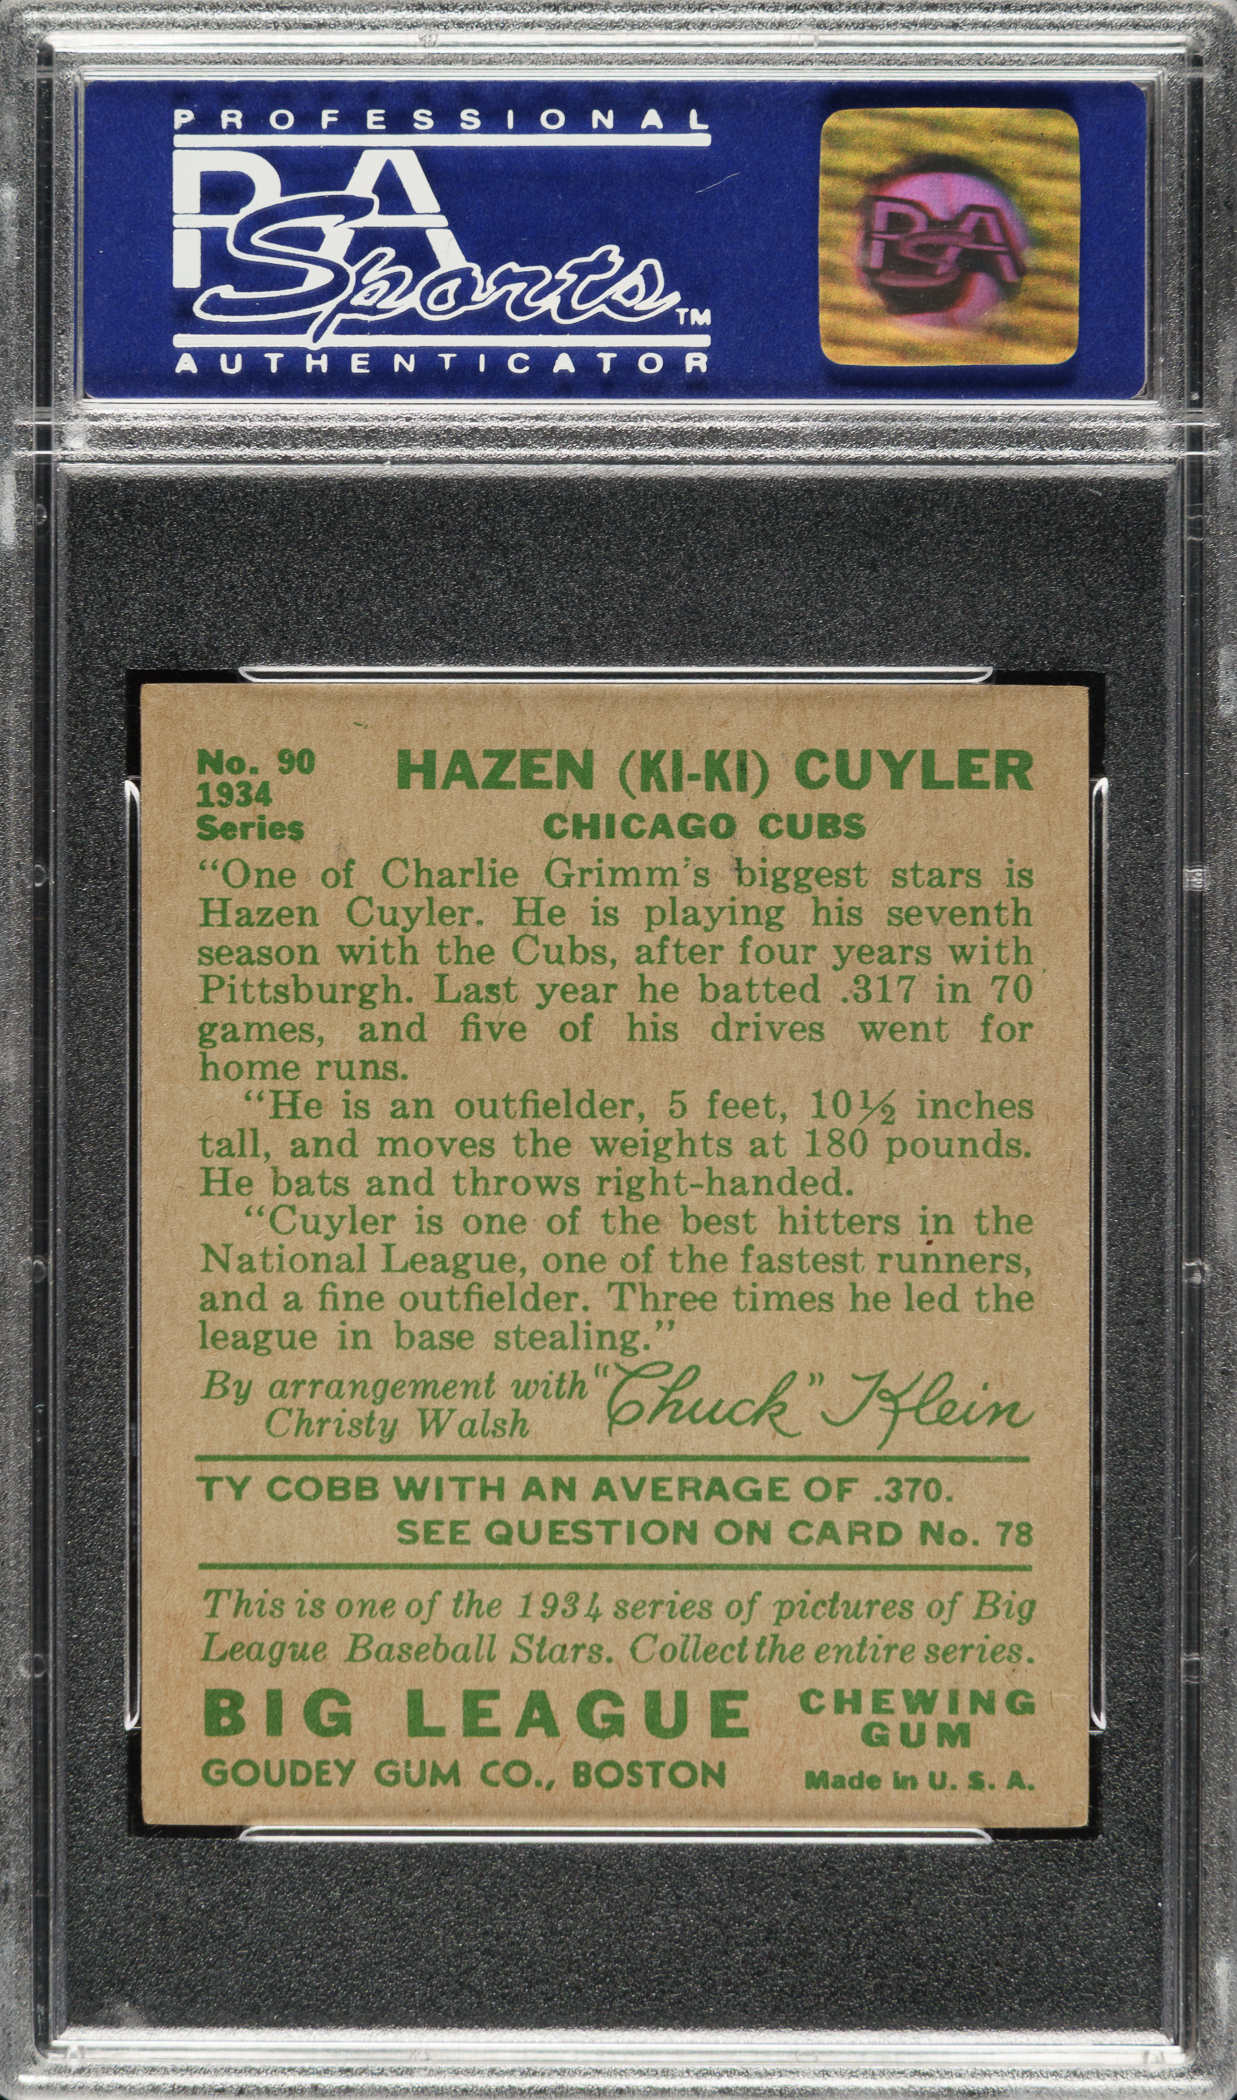 PROFESSIONAL
PSA
Sports™
AUTHENTICATOR
PSA
No. 90
1934
Series
HAZEN (KI-KI) CUYLER
CHICAGO CUBS
“One of Charlie Grimm's biggest stars is
Hazen Cuyler. He is playing his seventh
season with the Cubs, after four years with
Pittsburgh. Last year he batted .317 in 70
games, and five of his drives went for
home runs.
“He is an outfielder, 5 feet, 10½ inches
tall, and moves the weights at 180 pounds.
He bats and throws right-handed.
“Cuyler is one of the best hitters in the
National League, one of the fastest runners,
and a fine outfielder. Three times he led the
league in base stealing.”
By arrangement with
Christy Walsh
“Chuck” Klein
TY COBB WITH AN AVERAGE OF .370.
SEE QUESTION ON CARD No. 78
This is one of the 1934 series of pictures of Big
League Baseball Stars. Collect the entire series.
BIG LEAGUE
CHEWING
GUM
GOUDEY GUM CO., BOSTON
Made in U. S. A.